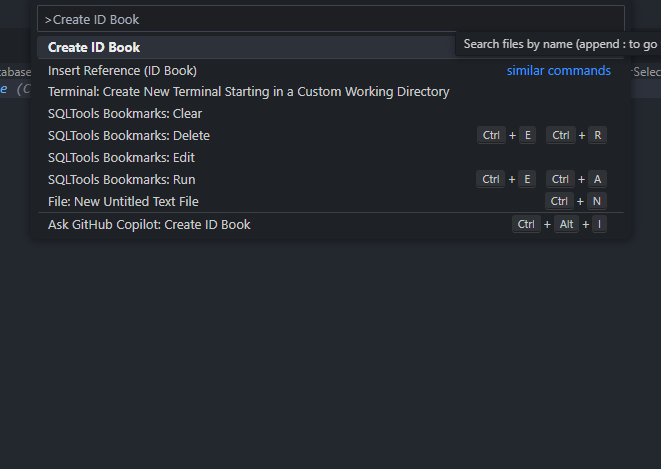 >Create ID Book
Create ID Book
Search files by name (append : to go
Insert Reference (ID Book) similar commands
Terminal: Create New Terminal Starting in a Custom Working Directory
SQLTools Bookmarks: Clear
SQLTools Bookmarks: Delete Ctrl + E Ctrl + R
SQLTools Bookmarks: Edit
SQLTools Bookmarks: Run Ctrl + E Ctrl + A
File: New Untitled Text File Ctrl + N
Ask GitHub Copilot: Create ID Book Ctrl + Alt + I